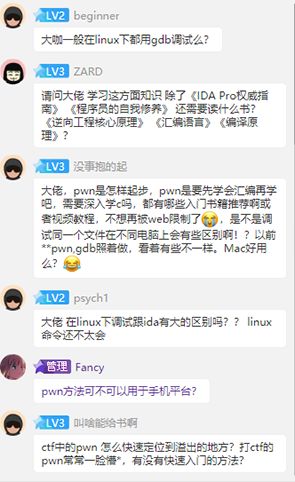 LV2 beginner
大咖一般在linux下都用gdb调试么?
LV3 ZARD
请问大佬 学习这方面知识 除了《IDA Pro权威指
南》 《程序员的自我修养》 还需要读什么书?
《逆向工程核心原理》 《汇编语言》《编译原
理》?
LV3 没事抱的起
大佬，pwn是怎样起步，pwn是要先学会汇编再学
吧，需要深入学c吗，都有哪些入门书籍推荐啊或
者视频教程，不想再被web限制了😭，是不是调
试同一个文件在不同电脑上会有些区别啊！？以前
**pwn,gdb照着做，看着有些不一样。Mac好用
么？😂
LV2 psych1
大佬 在linux下调试跟ida有大的区别吗？？ linux
命令还不太会
管理 Fancy
pwn方法可不可以用于手机平台?
LV3 叫啥能给书啊
ctf中的pwn 怎么快速定位到溢出的地方？打ctf的
pwn常常一脸懵*，有没有快速入门的方法?